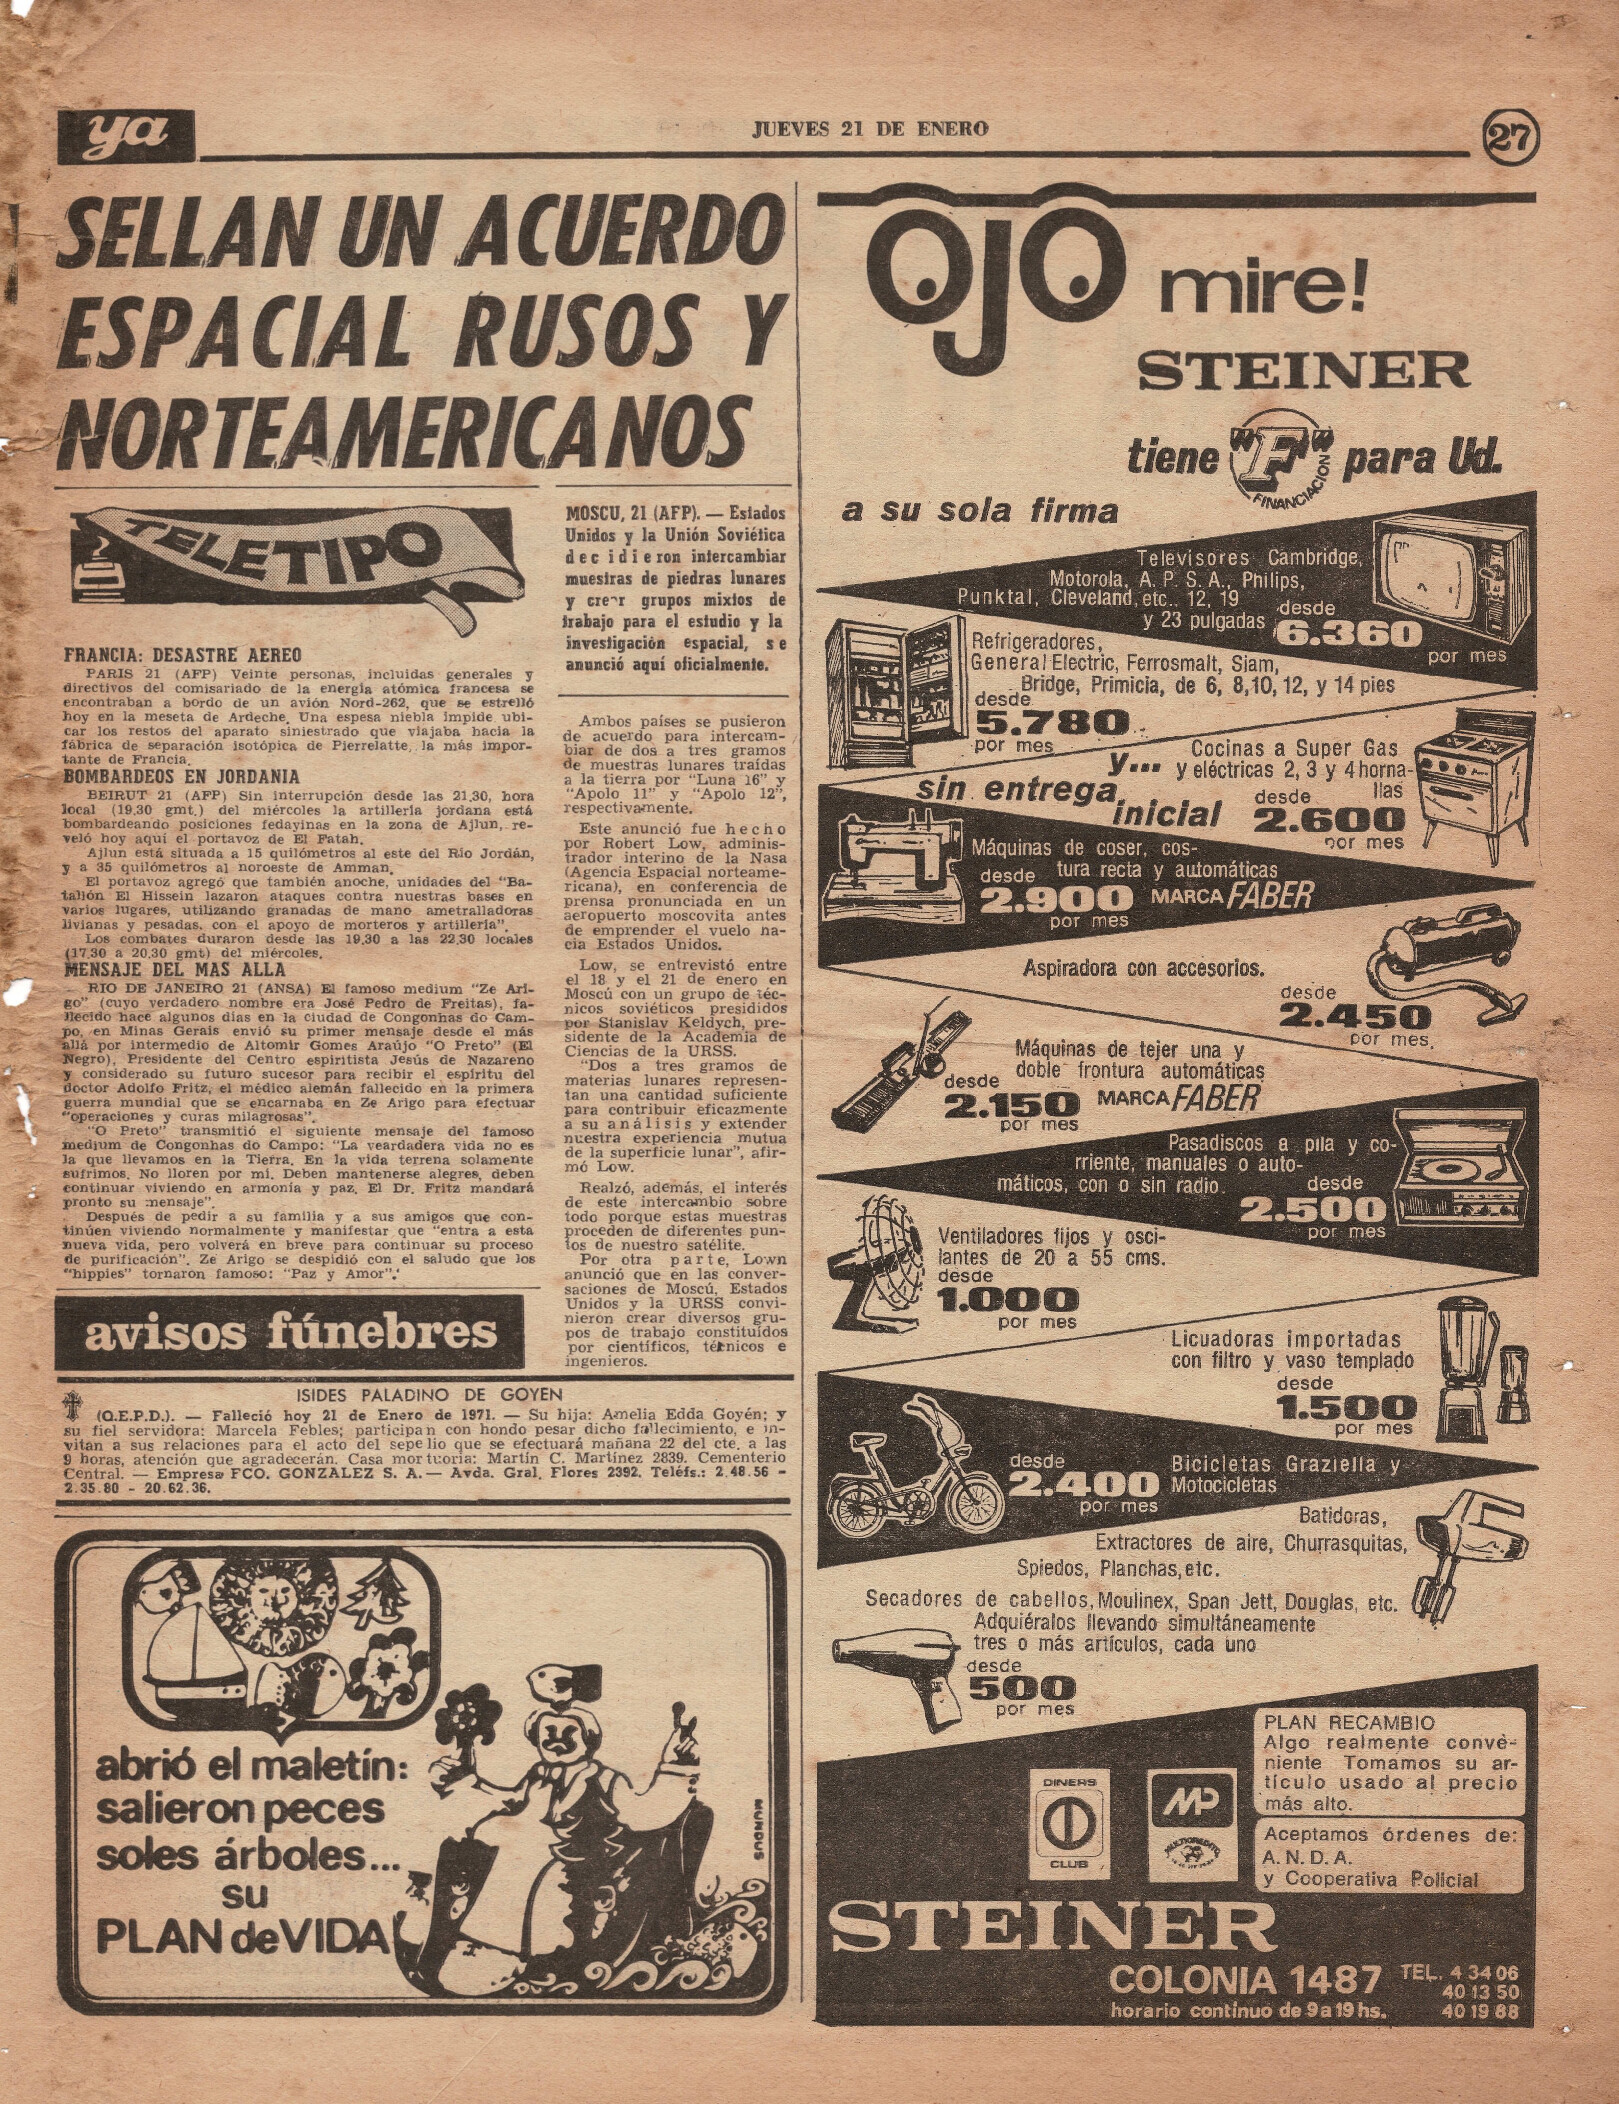 ya
JUEVES 21 DE ENERO
27
SELLAN UN ACUERDO
ESPACIAL RUSOS Y
NORTEAMERICANOS
TELETIPO
FRANCIA: DESASTRE AEREO
PARIS 21 (AFP) Veinte personas, incluidas generales y
directivos del comisariado de la energía atómica francesa se
encontraban a bordo de un avión Nord-262, que se estrelló
hoy en la meseta de Ardeche. Una espesa niebla impide ubi-
car los restos del aparato siniestrado que viajaba hacia la
fábrica de separación isotópica de Pierrelatte, la más impor-
tante de Francia.
BOMBARDEOS EN JORDANIA
BEIRUT 21 (AFP) Sin interrupción desde las 21,30, hora
local (19,30 gmt.) del miércoles la artillería jordana está
bombardeando posiciones fedayinas en la zona de Ajlun, re-
veló hoy aquí el portavoz de El Fatah.
Ajlun está situada a 15 quilómetros al este del Río Jordán,
y a 35 quilómetros al noroeste de Amman.
El portavoz agregó que también anoche, unidades del "Ba-
tallón El Hissein lazaron ataques contra nuestras bases en
varios lugares, utilizando granadas de mano ametralladoras
livianas y pesadas. con el apoyo de morteros y artillería".
Los combates duraron desde las 19,30 a las 22,30 locales
(17,30 a 20,30 gmt) del miércoles.
MENSAJE DEL MAS ALLA
RIO DE JANEIRO 21 (ANSA) El famoso medium "Ze Ari-
go" (cuyo verdadero nombre era José Pedro de Freitas), fa-
llecido hace algunos días en la ciudad de Congonhas do Cam-
po, en Minas Gerais envió su primer mensaje desde el más
allá por intermedio de Altomir Gomes Araújo "O Preto" (El
Negro), Presidente del Centro espiritista Jesús de Nazareno
y considerado su futuro sucesor para recibir el espíritu del
doctor Adolfo Fritz, el médico alemán fallecido en la primera
guerra mundial que se encarnaba en Ze Arigo para efectuar
"operaciones y curas milagrosas".
"O Preto" transmitió el siguiente mensaje del famoso
medium de Congonhas do Campo: "La veardadera vida no es
la que llevamos en la Tierra. En la vida terrena solamente
sufrimos. No lloren por mi. Deben mantenerse alegres, deben
continuar viviendo en armonía y paz. El Dr. Fritz mandará
pronto su mensaje".
Después de pedir a su familia y a sus amigos que con-
tinúen viviendo normalmente y manifestar que "entra a está
nueva vida, pero volverá en breve para continuar su proceso
de purificación". Ze Arigo se despidió con el saludo que los
"hippies" tornaron famoso: "Paz y Amor".
MOSCU, 21 (AFP). — Estados
Unidos y la Unión Soviética
decidieron intercambiar
muestras de piedras lunares
y crear grupos mixtos de
trabajo para el estudio y la
investigación espacial, se
anunció aquí oficialmente.
Ambos países se pusieron
de acuerdo para intercam-
biar de dos a tres gramos
de muestras lunares traídas
a la tierra por "Luna 16" y
"Apolo 11" y "Apolo 12",
respectivamente.
Este anunció fue hecho
por Robert Low, adminis-
trador interino de la Nasa
(Agencia Espacial norteame-
ricana), en conferencia de
prensa pronunciada en un
aeropuerto moscovita antes
de emprender el vuelo ha-
cia Estados Unidos.
Low, se entrevistó entre
el 18 y el 21 de enero en
Moscú con un grupo de téc-
nicos soviéticos presididos
por Stanislav Keldych, pre-
sidente de la Academia de
Ciencias de la URSS.
"Dos a tres gramos de
materias lunares represen-
tan una cantidad suficiente
para contribuir eficazmente
a su análisis y extender
nuestra experiencia mutua
de la superficie lunar", afir-
mó Low.
Realzó, además, el interés
de este intercambio sobre
todo porque estas muestras
proceden de diferentes pun-
tos de nuestro satélite.
Por otra parte, Lown
anunció que en las conver-
saciones de Moscú, Estados
Unidos y la URSS convi-
nieron crear diversos gru-
pos de trabajo constituídos
por científicos, técnicos e
ingenieros.
avisos fúnebres
ISIDES PALADINO DE GOYEN
(Q.E.P.D.). — Falleció hoy 21 de Enero de 1971. — Su hija: Amelia Edda Goyén; y
su fiel servidora: Marcela Febles; participan con hondo pesar dicho fallecimiento, e in-
vitan a sus relaciones para el acto del sepelio que se efectuará mañana 22 del cte. a las
9 horas, atención que agradecerán. Casa mortuoria: Martín C. Martínez 2839. Cementerio
Central. — Empresa FCO. GONZALEZ S. A. — Avda. Gral. Flores 2392. Teléfs.: 2.48.56 -
2.35.80 - 20.62.36.
abrió el maletín:
salieron peces
soles árboles...
su
PLAN de VIDA
MUNDUS
OJO mire!
STEINER
tiene "F" para Ud.
FINANCIACION
a su sola firma
Televisores Cambridge,
Motorola, A. P. S. A., Philips,
Punktal, Cleveland, etc.. 12, 19
y 23 pulgadas desde
6.360
por mes
Refrigeradores,
General Electric, Ferrosmalt, Siam,
Bridge, Primicia, de 6, 8,10, 12, y 14 pies
desde
5.780
por mes
y...
sin entrega
inicial
Cocinas a Super Gas
y eléctricas 2, 3 y 4 horna-
llas
desde
2.600
por mes
Máquinas de coser, cos-
tura recta y automáticas
desde
2.900 MARCA FABER
por mes
Aspiradora con accesorios.
desde
2.450
por mes.
Máquinas de tejer una y
doble frontura automáticas
desde
2.150 MARCA FABER
por mes
Pasadiscos a pila y co-
rriente, manuales o auto-
máticos, con o sin radio.
desde
2.500
por mes
Ventiladores fijos y osci-
lantes de 20 a 55 cms.
desde
1.000
por mes
Licuadoras importadas
con filtro y vaso templado
desde
1.500
por mes
desde
2.400
por mes
Bicicletas Graziella y
Motocicletas
Batidoras,
Extractores de aire, Churrasquitas,
Spiedos, Planchas, etc.
Secadores de cabellos, Moulinex, Span Jett, Douglas, etc.
Adquiéralos llevando simultáneamente
tres o más artículos, cada uno
desde
500
por mes
PLAN RECAMBIO
Algo realmente conve-
niente Tomamos su ar-
tículo usado al precio
más alto.
Aceptamos órdenes de:
A. N. D. A.
y Cooperativa Policial
DINERS
CLUB
MP
MULTICREDITO
STEINER
COLONIA 1487
horario continuo de 9 a 19 hs.
TEL. 4 34 06
40 13 50
40 19 88